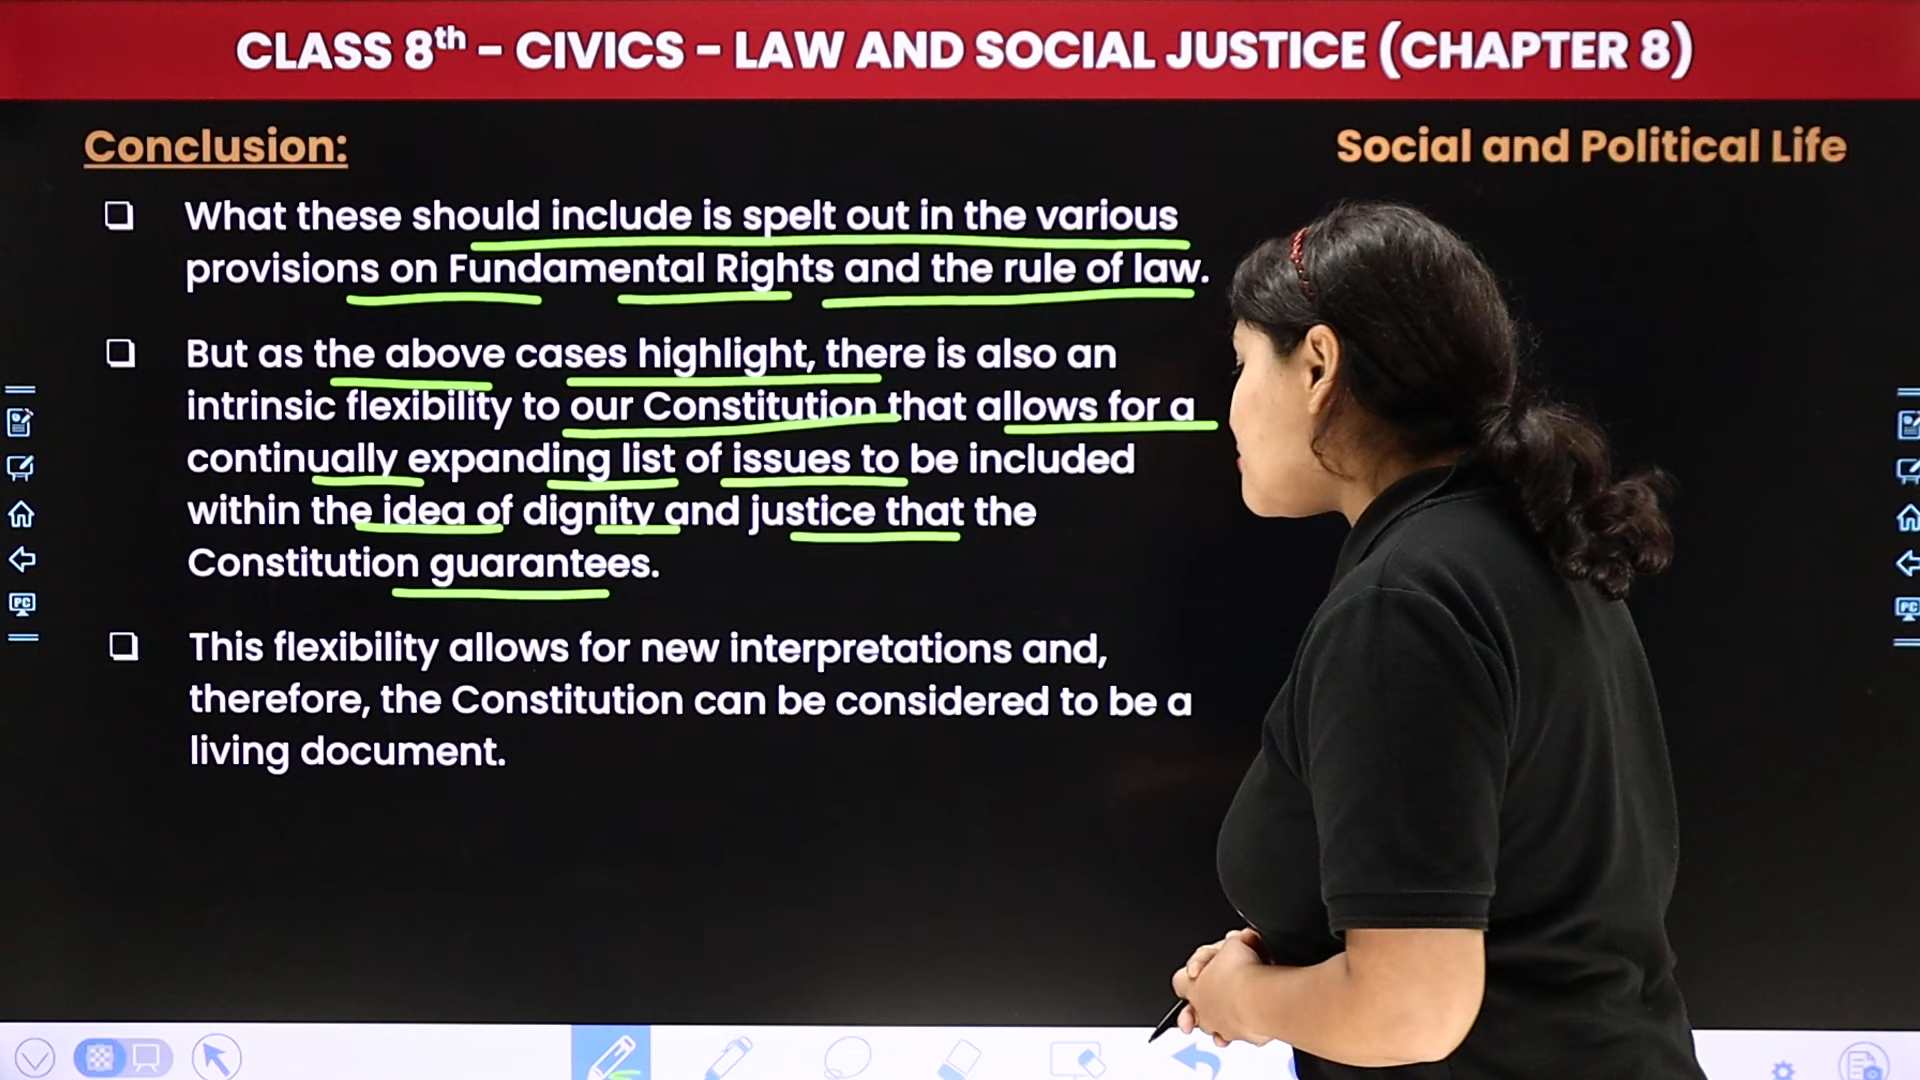 CLASS 8th - CIVICS - LAW AND SOCIAL JUSTICE (CHAPTER 8)
Conclusion:
Social and Political Life
❑ What these should include is spelt out in the various
provisions on Fundamental Rights and the rule of law.
❑ But as the above cases highlight, there is also an
intrinsic flexibility to our Constitution that allows for a
continually expanding list of issues to be included
within the idea of dignity and justice that the
Constitution guarantees.
❑ This flexibility allows for new interpretations and,
therefore, the Constitution can be considered to be a
living document.
PC
PC